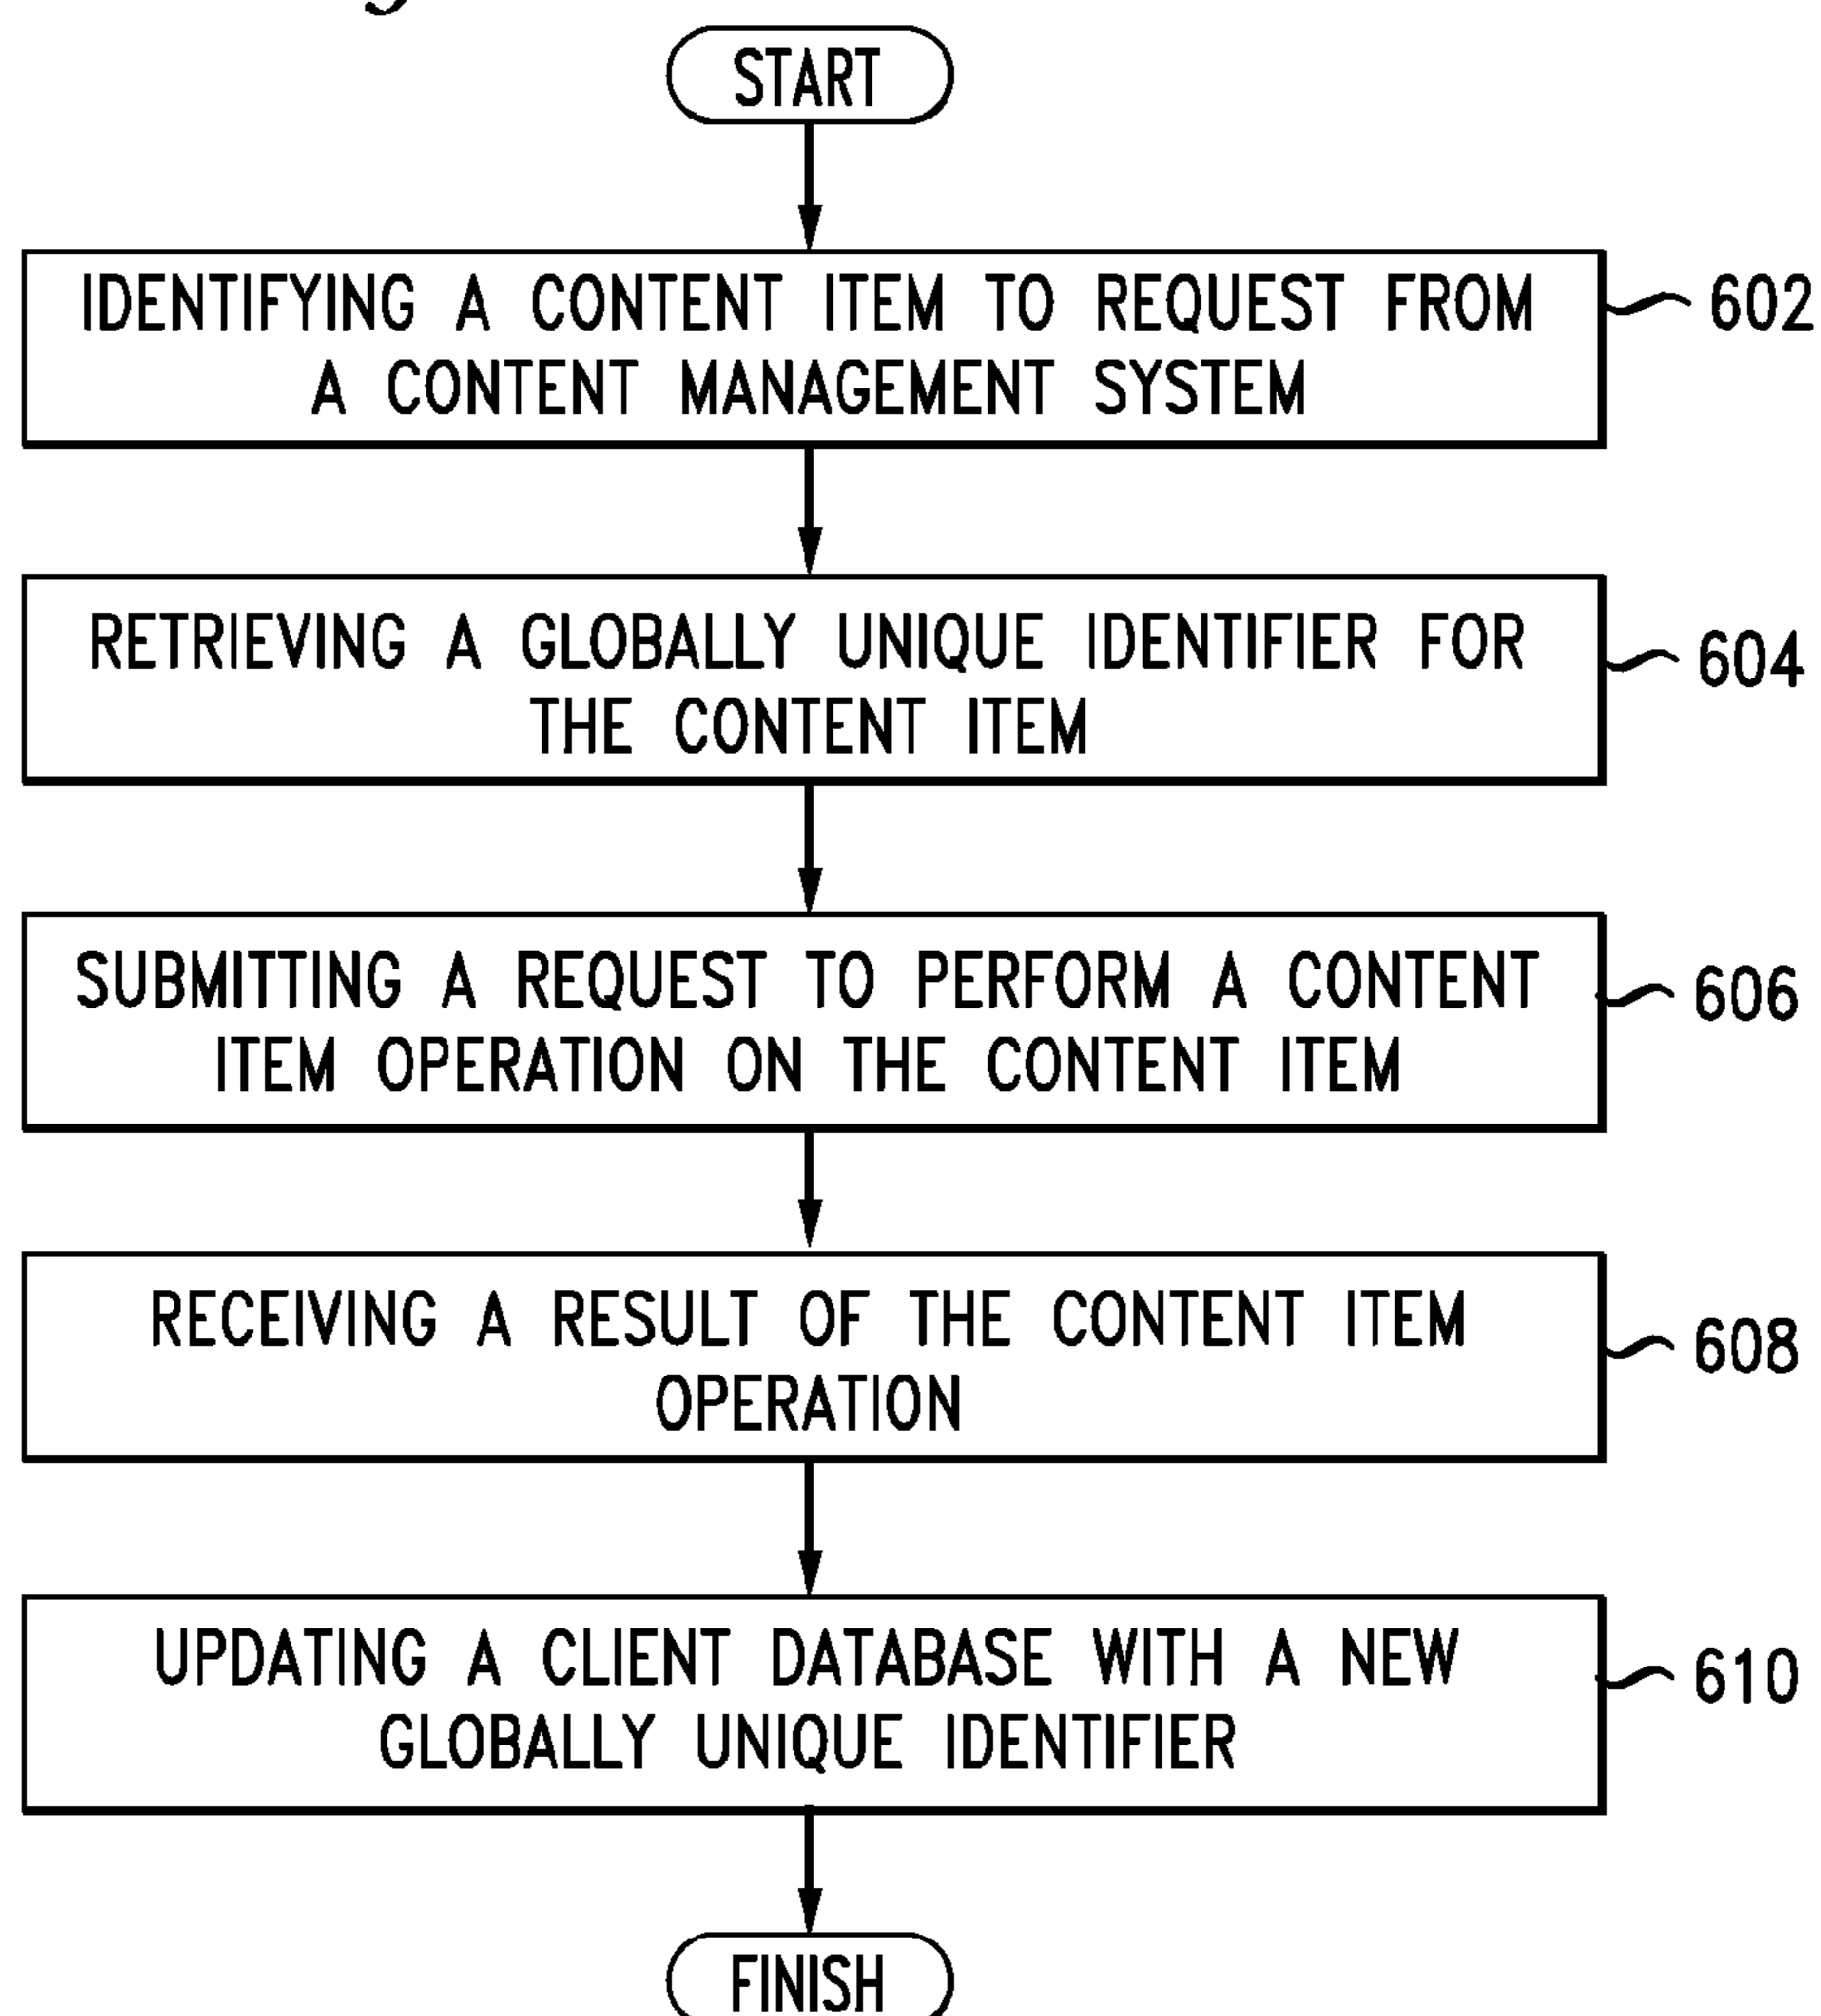 START
IDENTIFYING A CONTENT ITEM TO REQUEST FROM
A CONTENT MANAGEMENT SYSTEM
602
RETRIEVING A GLOBALLY UNIQUE IDENTIFIER FOR
THE CONTENT ITEM
604
SUBMITTING A REQUEST TO PERFORM A CONTENT
ITEM OPERATION ON THE CONTENT ITEM
606
RECEIVING A RESULT OF THE CONTENT ITEM
OPERATION
608
UPDATING A CLIENT DATABASE WITH A NEW
GLOBALLY UNIQUE IDENTIFIER
610
FINISH